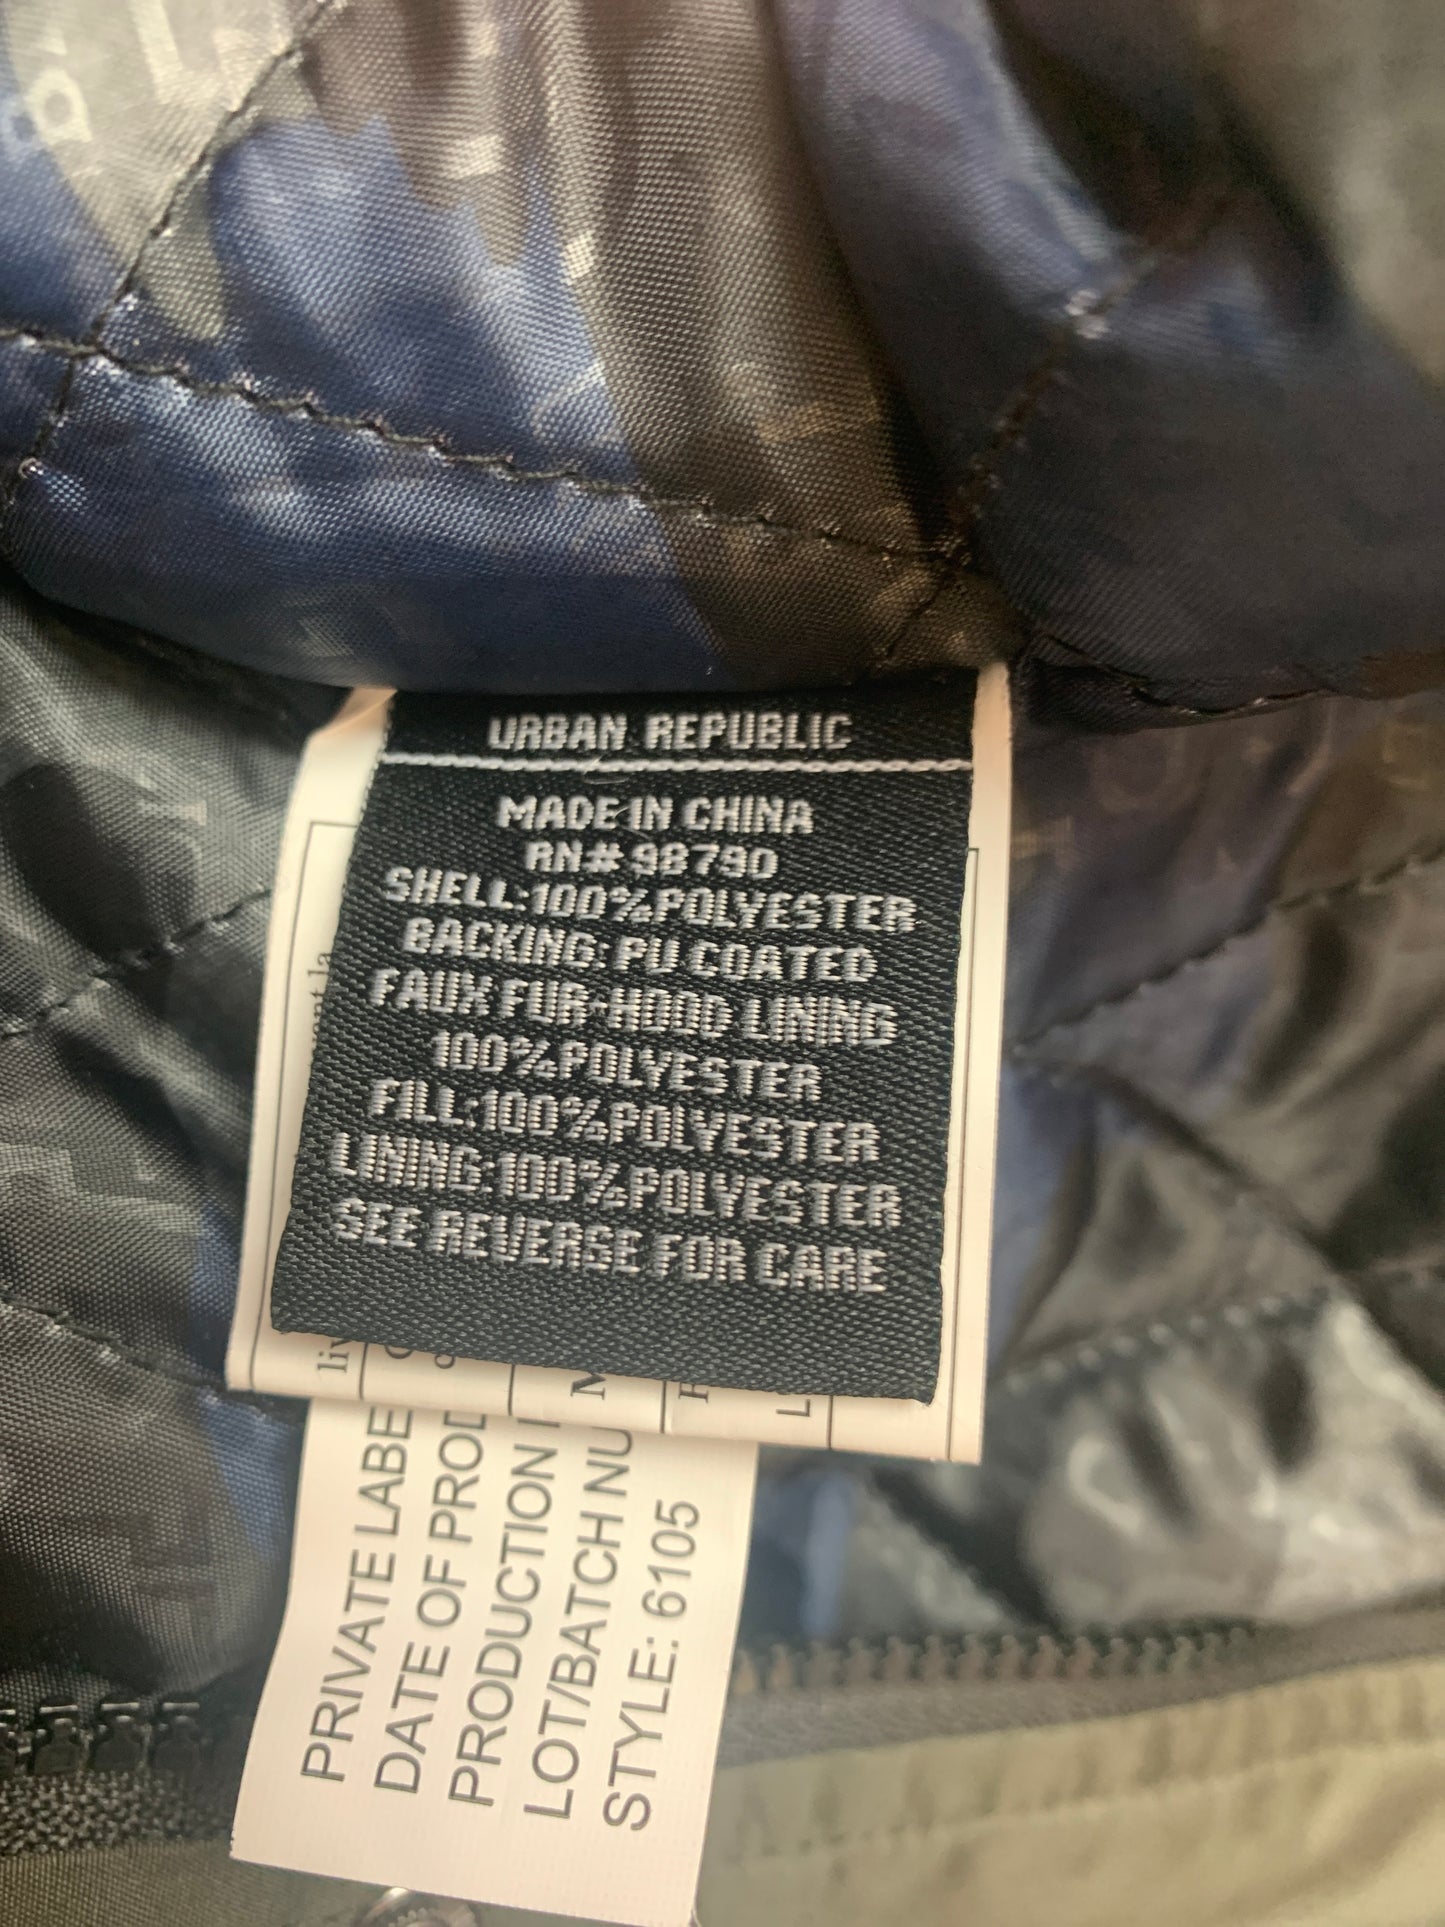 URBAN REPUBLIC
MADE IN CHINA
RN# 98790
SHELL:100%POLYESTER
BACKING: PU COATED
FAUX FUR-HOOD LINING
100%POLYESTER
FILL:100%POLYESTER
LINING:100%POLYESTER
SEE REVERSE FOR CARE
PRIVATE LABE
DATE OF PROD
PRODUCTION
LOT/BATCH NU
STYLE: 6105